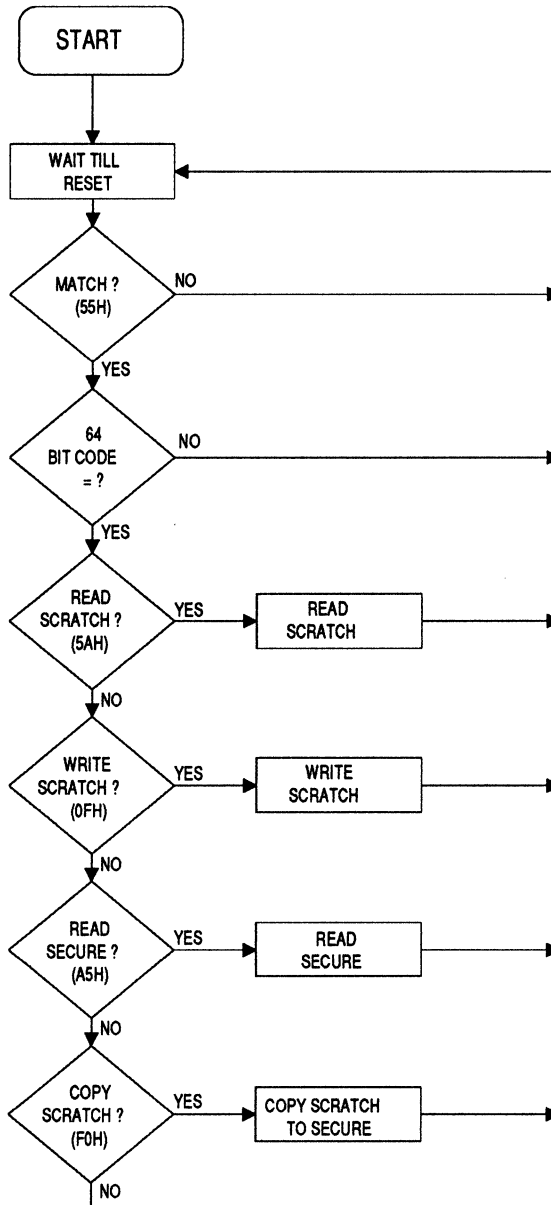 START
WAIT TILL
RESET
MATCH ?
(55H)
NO
YES
64
BIT CODE
= ?
NO
YES
READ
SCRATCH ?
(5AH)
YES
READ
SCRATCH
NO
WRITE
SCRATCH ?
(0FH)
YES
WRITE
SCRATCH
NO
READ
SECURE ?
(A5H)
YES
READ
SECURE
NO
COPY
SCRATCH ?
(F0H)
YES
COPY SCRATCH
TO SECURE
NO